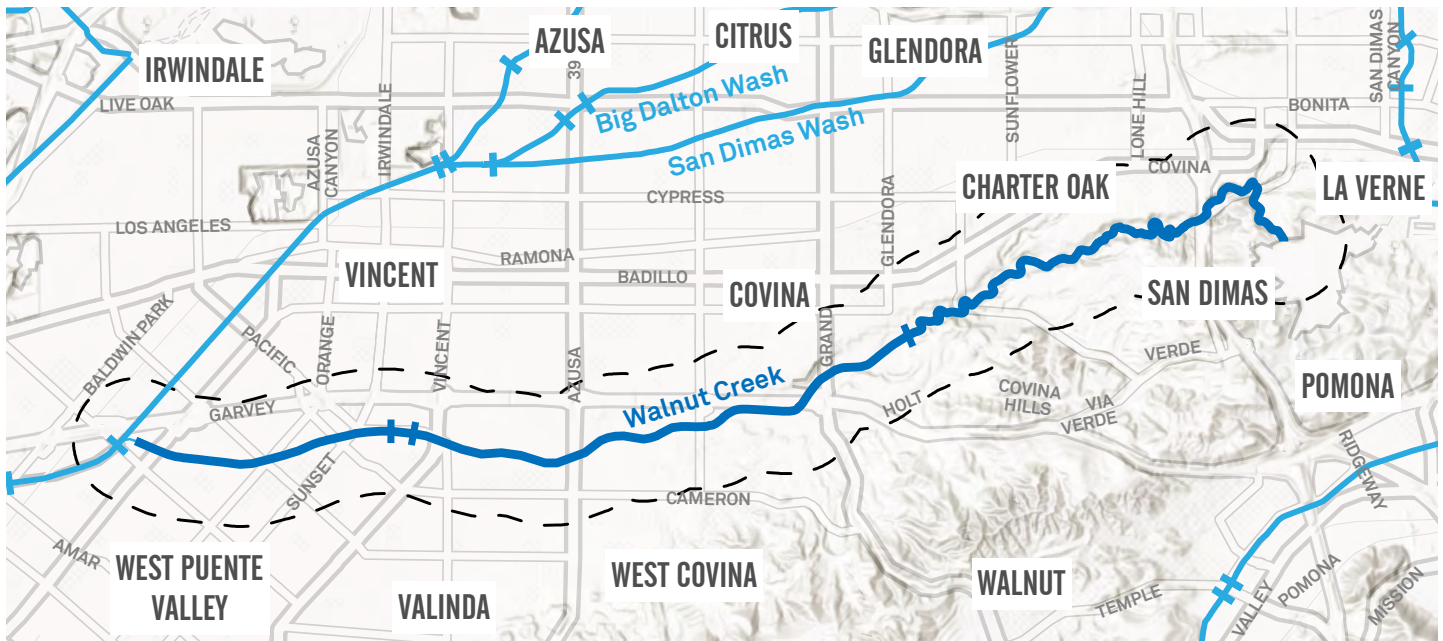 AZUSA
CITRUS
GLENDORA
IRWINDALE
39
SUNFLOWER
LONE HILL
SAN DIMAS
CANYON
LIVE OAK
BONITA
Big Dalton Wash
San Dimas Wash
IRWINDALE
AZUSA
CANYON
COVINA
CHARTER OAK
LA VERNE
CYPRESS
LOS ANGELES
GLENDORA
RAMONA
VINCENT
BADILLO
COVINA
SAN DIMAS
BALDWIN PARK
PACIFIC
ORANGE
VINCENT
AZUSA
GRAND
VERDE
POMONA
Walnut Creek
GARVEY
HOLT
COVINA
HILLS
VIA
VERDE
SUNSET
CAMERON
RIDGEWAY
AMAR
WEST PUENTE
VALLEY
VALINDA
WEST COVINA
WALNUT
TEMPLE
VALLEY
POMONA
MISSION